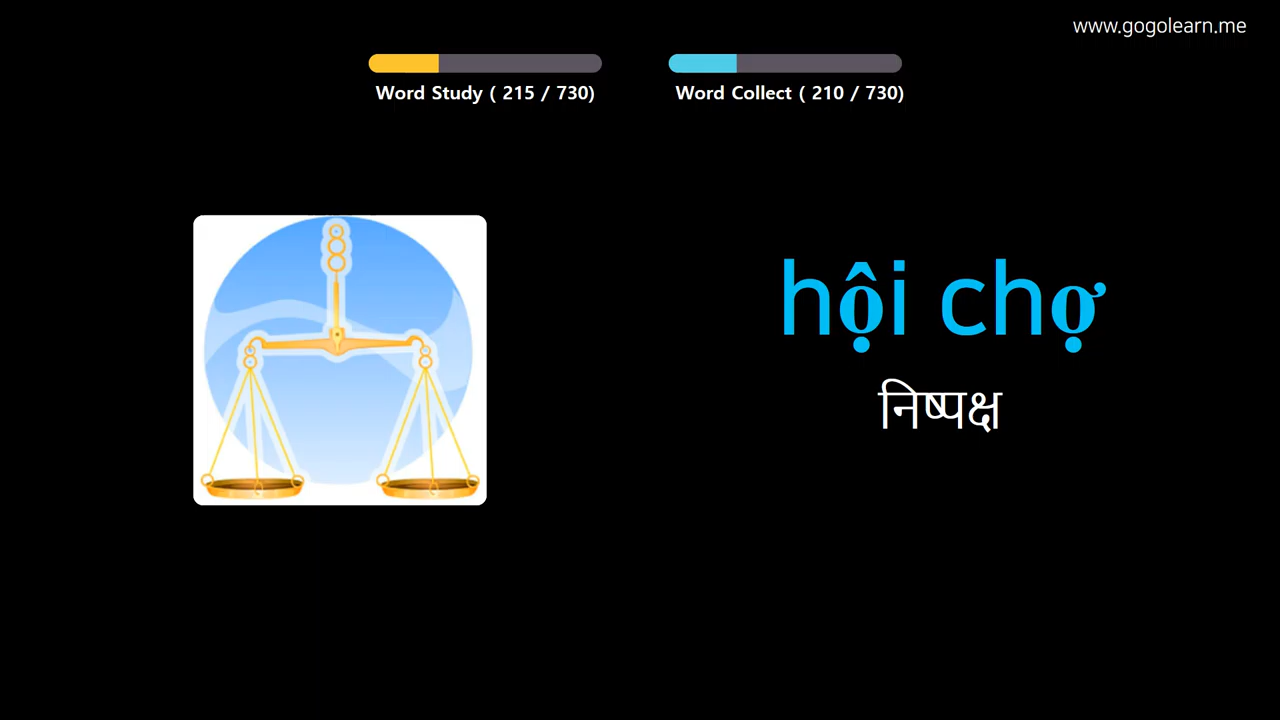 www.gogolearn.me
Word Study ( 215 / 730)
Word Collect ( 210 / 730)
hội chợ
निष्पक्ष